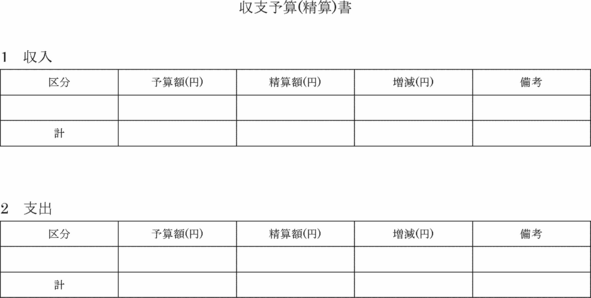 収支予算(精算)書
1 収入
区分 予算額(円) 精算額(円) 増減(円) 備考
計
2 支出
区分 予算額(円) 精算額(円) 増減(円) 備考
計